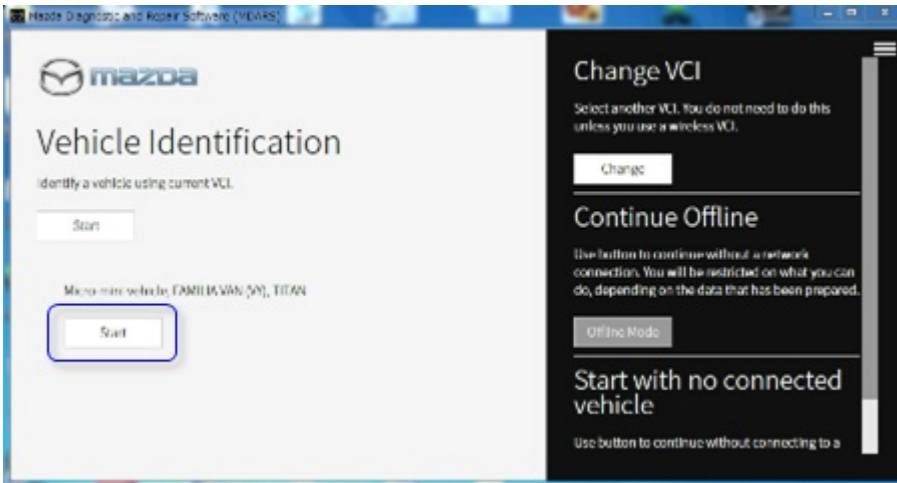 Mazda Diagnostic and Repair Software (MDARS)
mazda
Vehicle Identification
Identify a vehicle using current VCI.
Start
Micro-mini vehicle, FAMILIA VAN (VY), TITAN
Start
Change VCI
Select another VCI. You do not need to do this
unless you use a wireless VCI.
Change
Continue Offline
Use button to continue without a network
connection. You will be restricted on what you can
do, depending on the data that has been prepared.
Offline Mode
Start with no connected
vehicle
Use button to continue without connecting to a